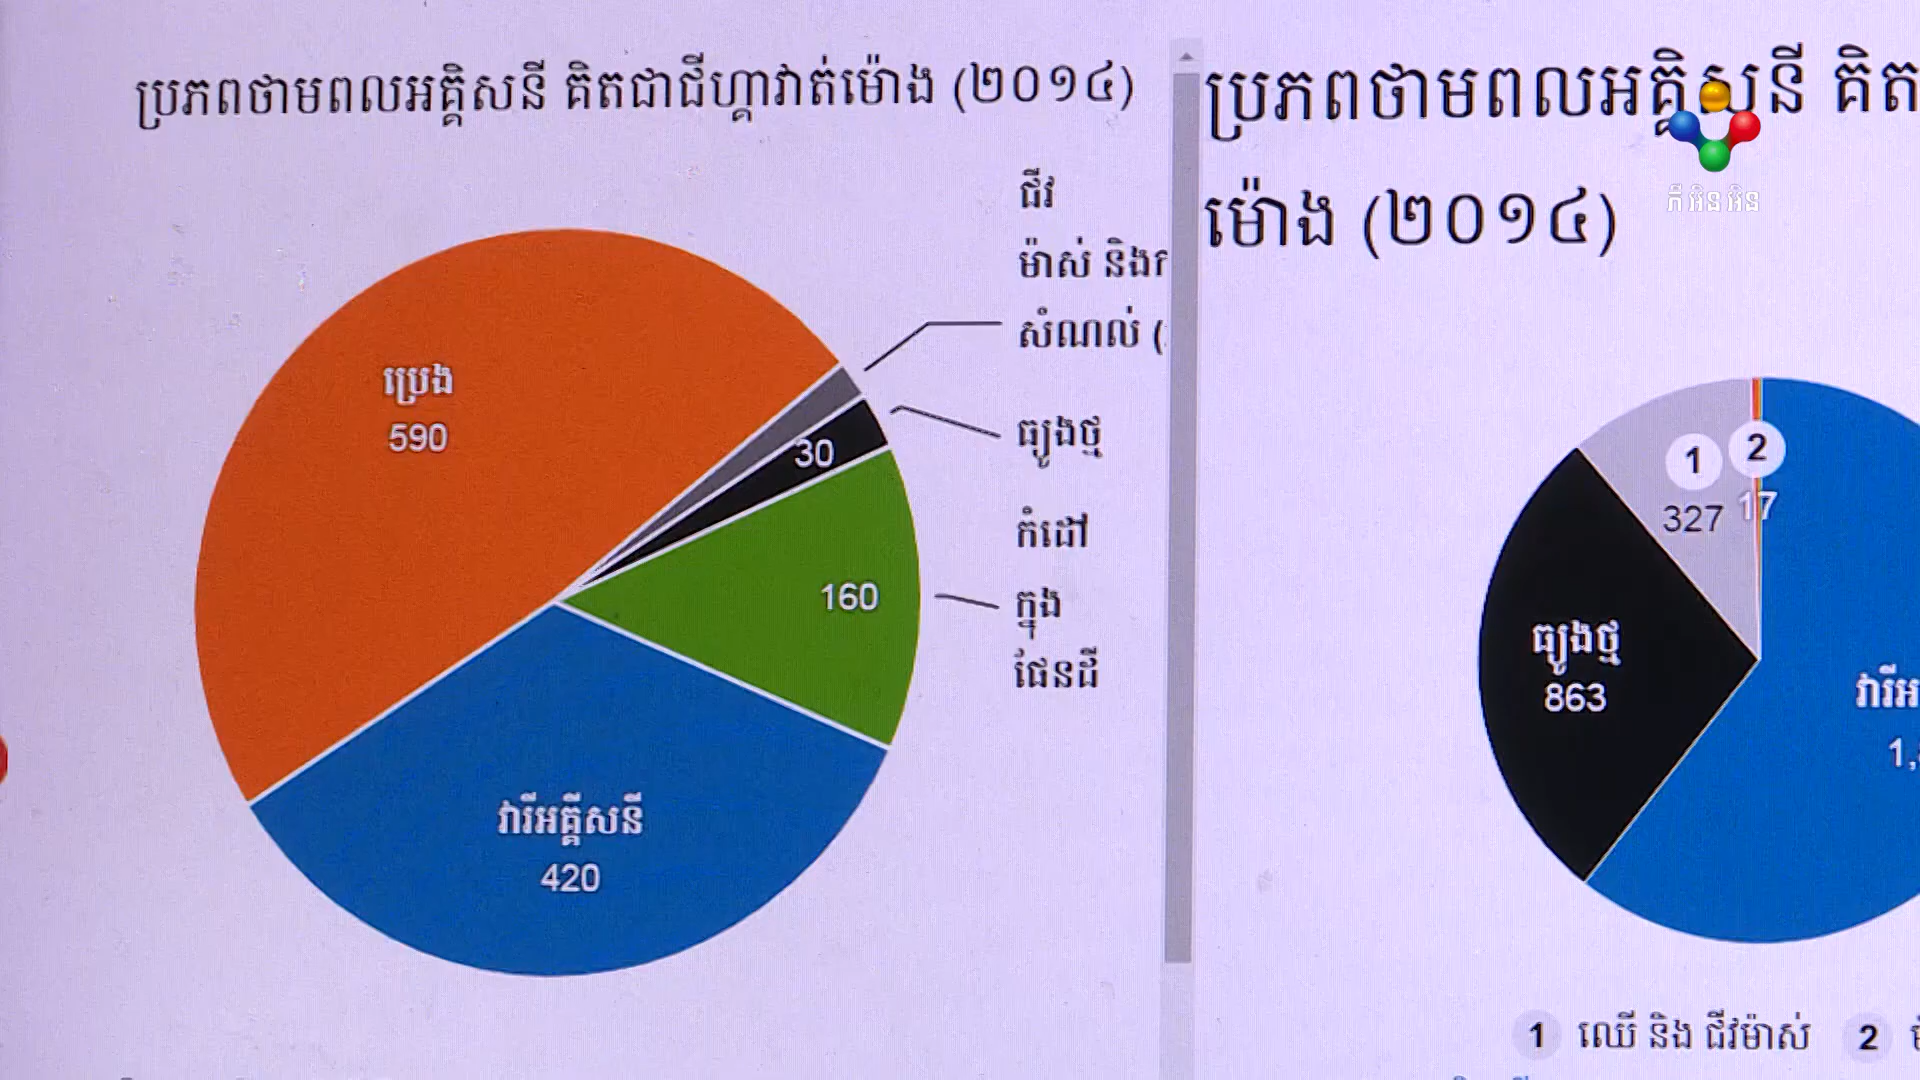 ប្រភពថាមពលអគ្គិសនី គិតជាជីហ្គាវាត់ម៉ោង (២០១៤)
ជីវ
ម៉ាស់
សំណល់ (
ធ្យូងថ្ម
កំដៅ
ក្នុង
ផែនដី
ប្រេង
590
30
160
វារីអគ្គីសនី
420
ប្រភពថាមពលអគ្គិសនី គិត
ម៉ោង (២០១៤)
ភី អ៊ិន អ៊ិន
1
327
2
17
ធ្យូងថ្ម
863
1 ឈើ និង ជីវម៉ាស់ 2